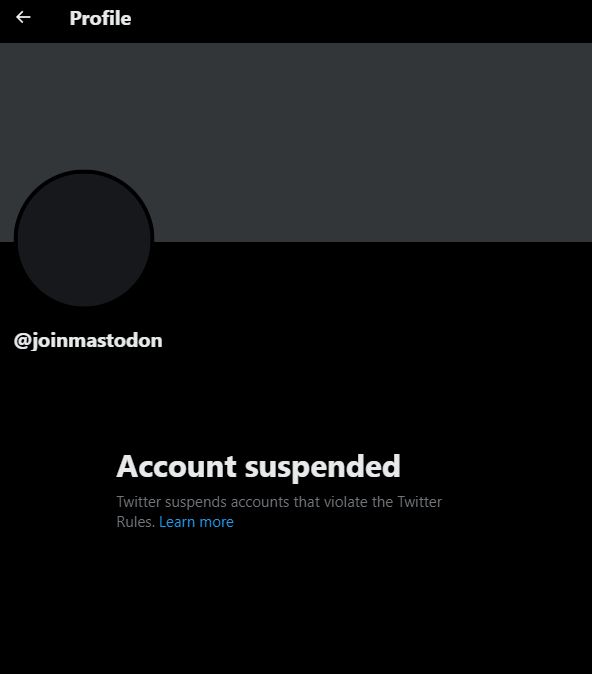 Profile
@joinmastodon
Account suspended
Twitter suspends accounts that violate the Twitter
Rules. Learn more